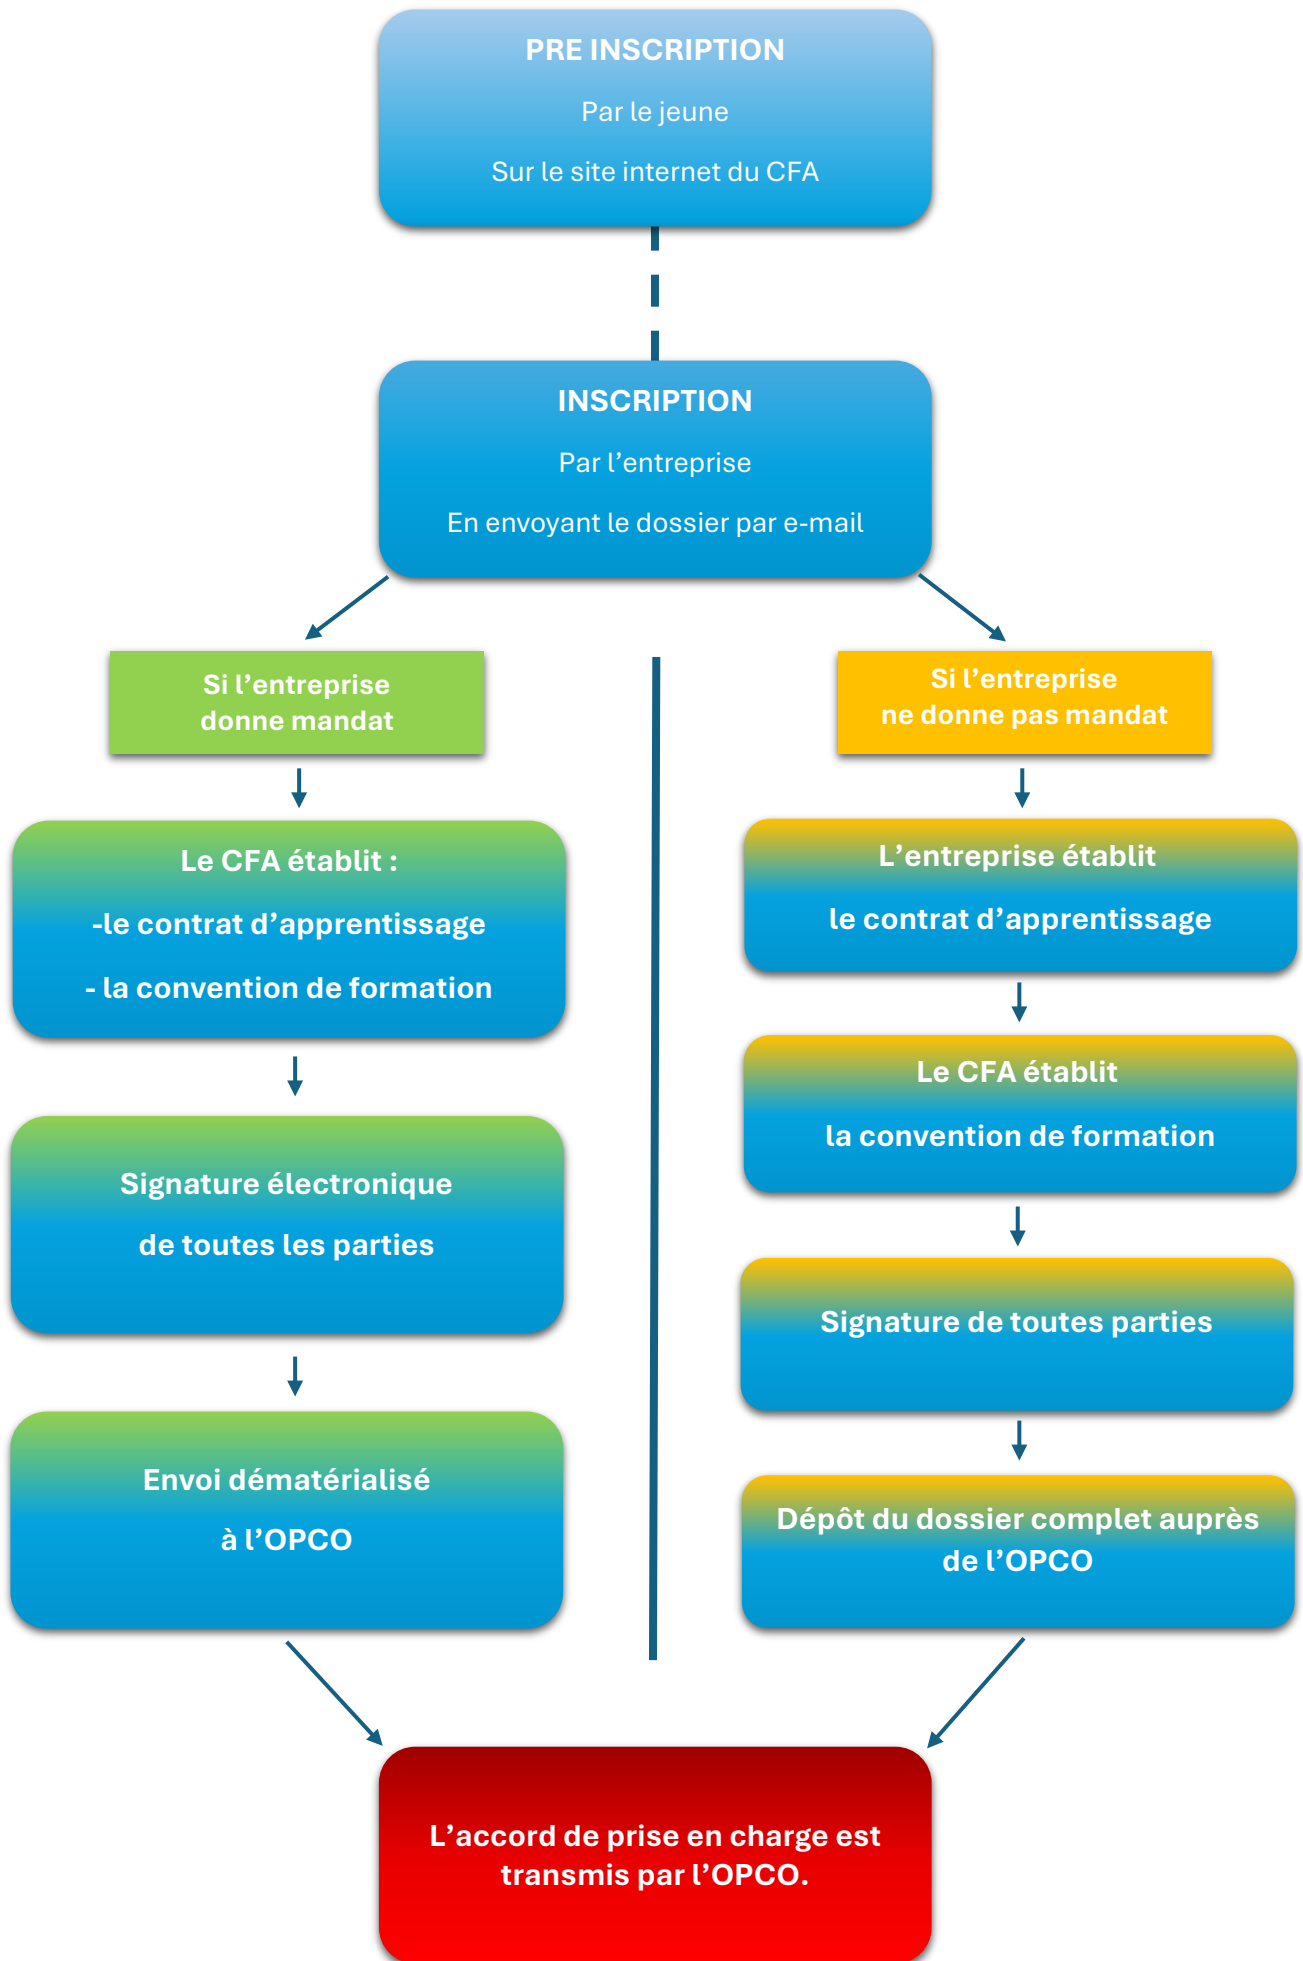 PRE INSCRIPTION
Par le jeune
Sur le site internet du CFA
INSCRIPTION
Par l’entreprise
En envoyant le dossier par e-mail
Si l’entreprise
donne mandat
Le CFA établit :
-le contrat d’apprentissage
- la convention de formation
Signature électronique
de toutes les parties
Envoi dématérialisé
à l’OPCO
Si l’entreprise
ne donne pas mandat
L’entreprise établit
le contrat d’apprentissage
Le CFA établit
la convention de formation
Signature de toutes parties
Dépôt du dossier complet auprès
de l’OPCO
L’accord de prise en charge est
transmis par l’OPCO.